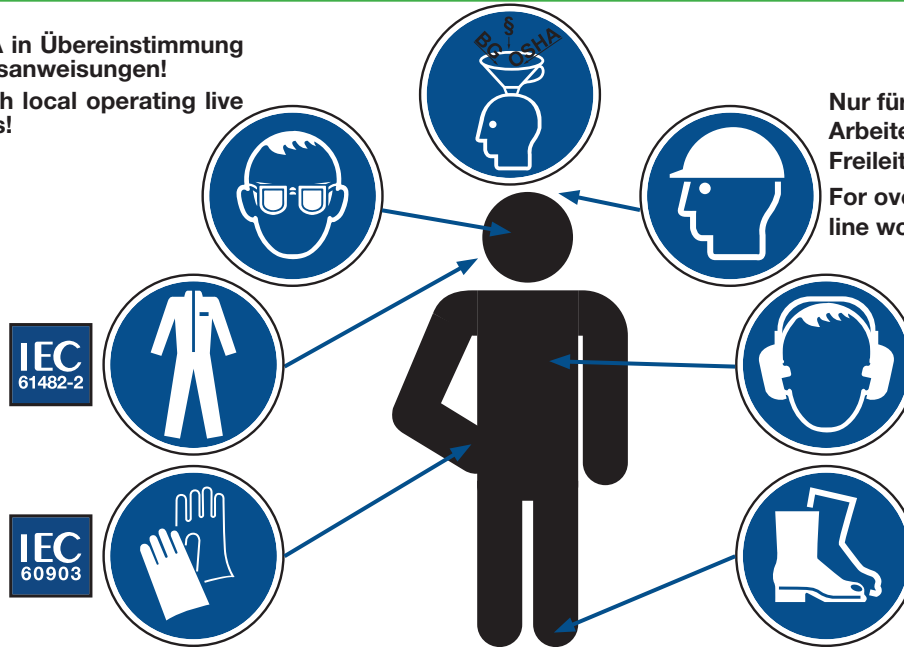 A in Übereinstimmung
sanweisungen!
h local operating live
s!
§
BG OSHA
Nur für
Arbeite
Freileit
For ove
line wo
IEC
61482-2
IEC
60903